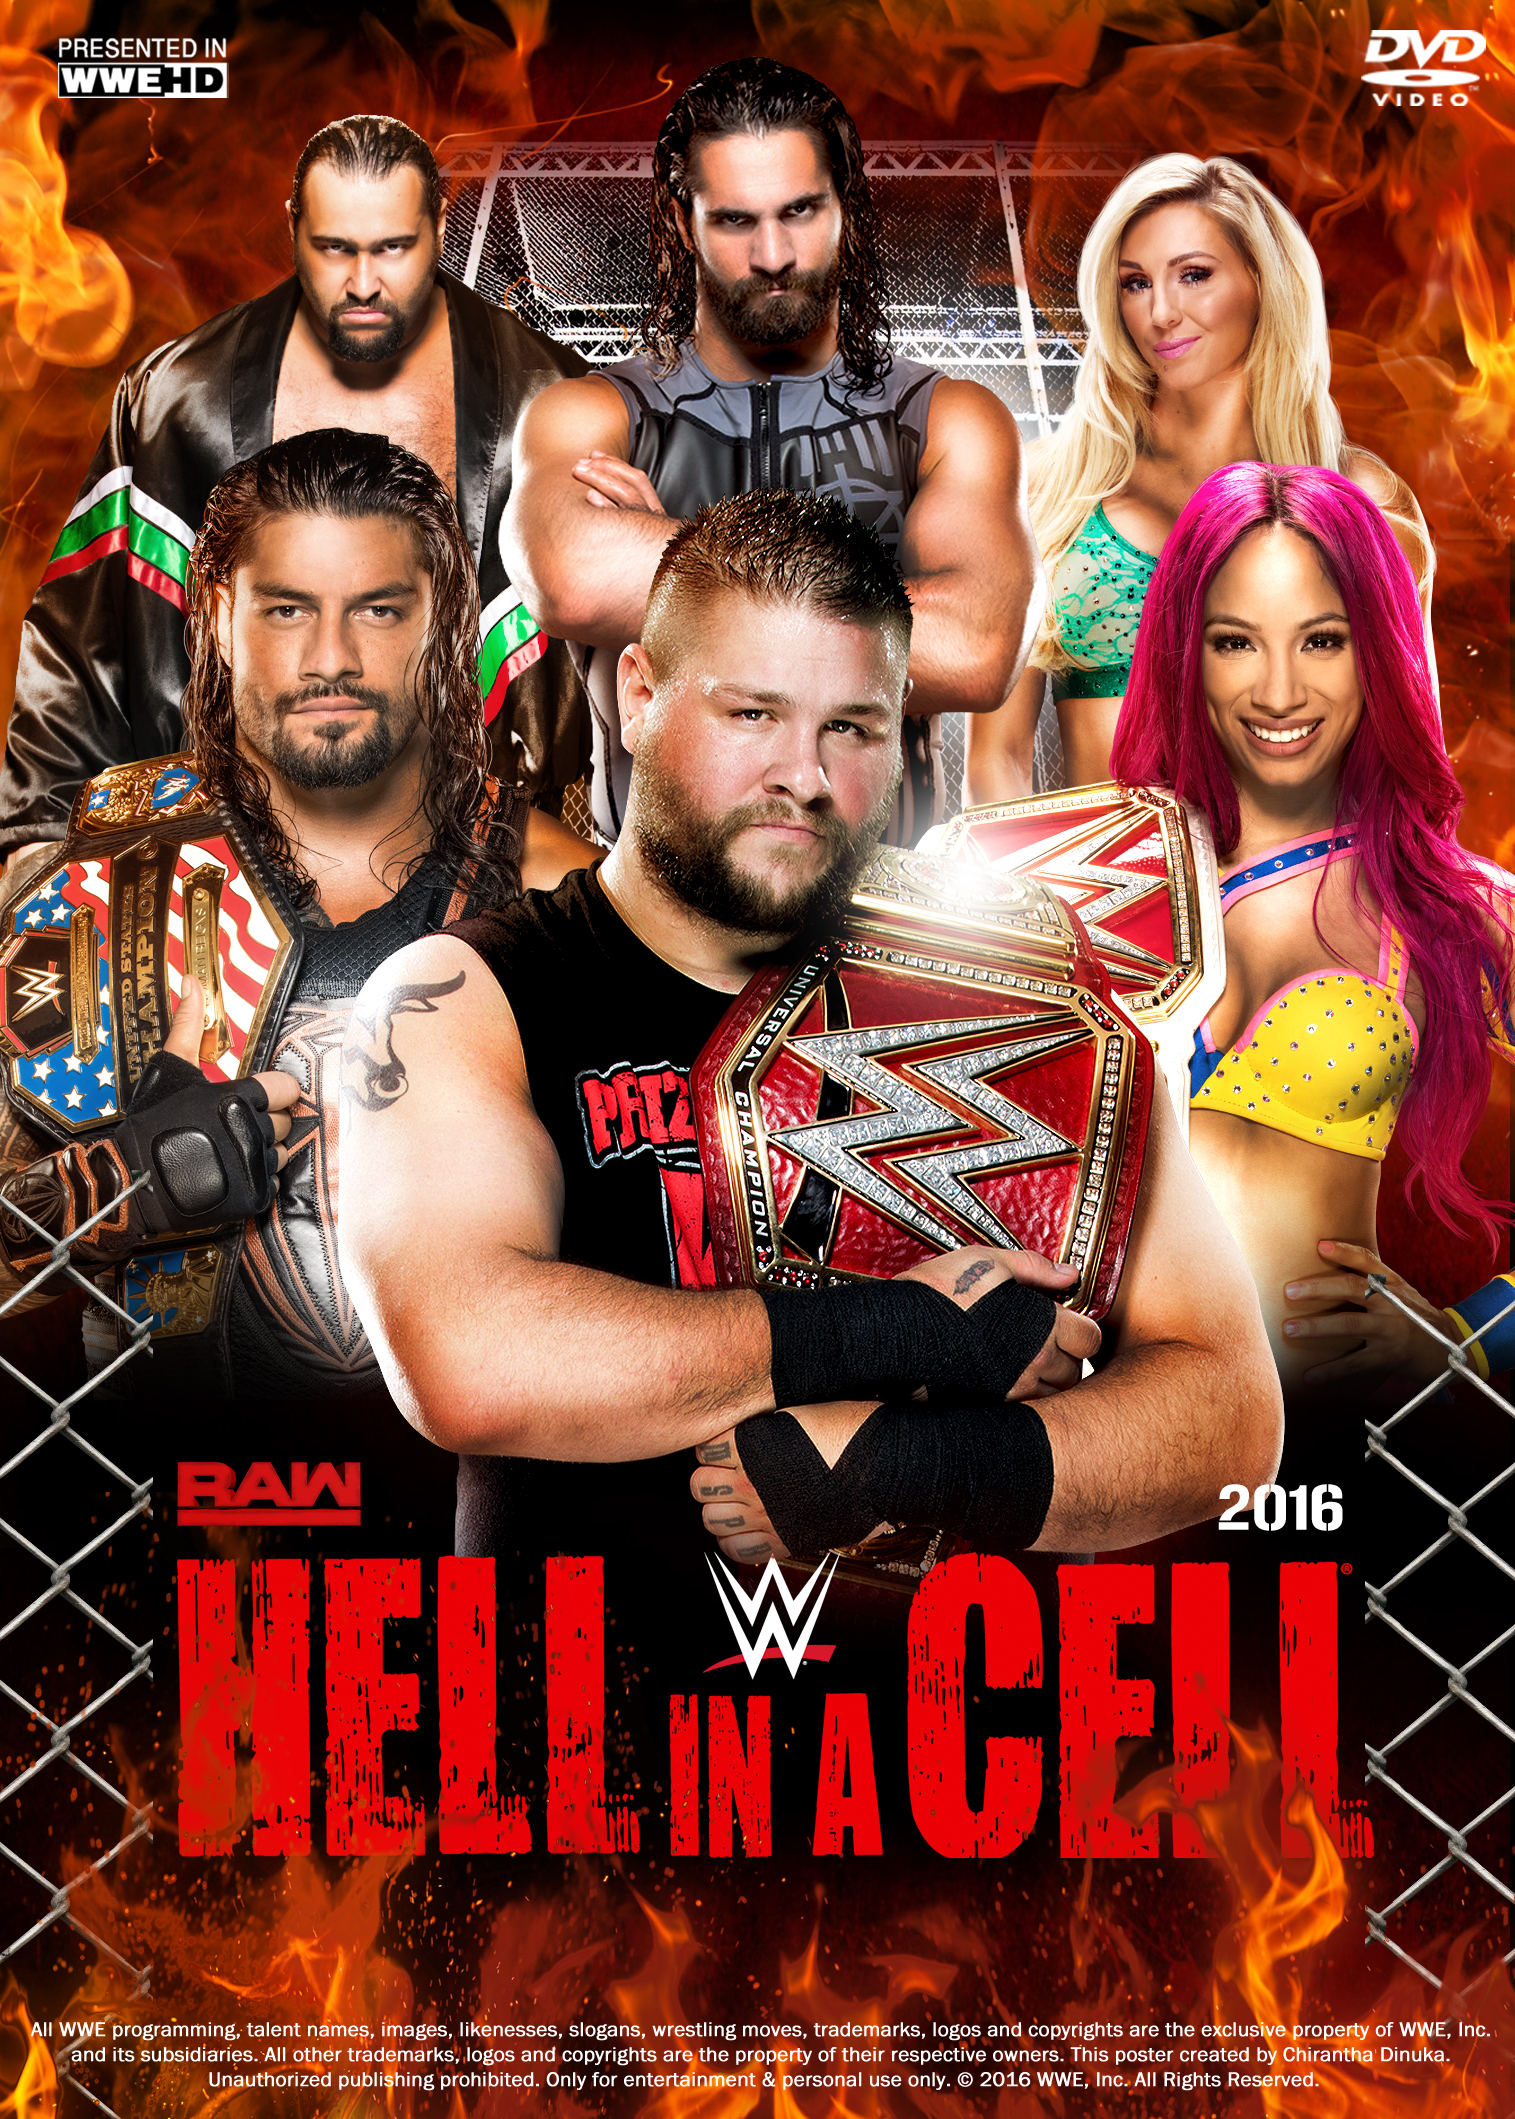 PRESENTED IN
WWE HD
DVD
VIDEO
UNITED STATES
CHAMPION
UNIVERSAL CHAMPION
RAW
2016
W
HELL IN A CELL®
All WWE programming, talent names, images, likenesses, slogans, wrestling moves, trademarks, logos and copyrights are the exclusive property of WWE, Inc.
and its subsidiaries. All other trademarks, logos and copyrights are the property of their respective owners. This poster created by Chirantha Dinuka.
Unauthorized publishing prohibited. Only for entertainment & personal use only. © 2016 WWE, Inc. All Rights Reserved.